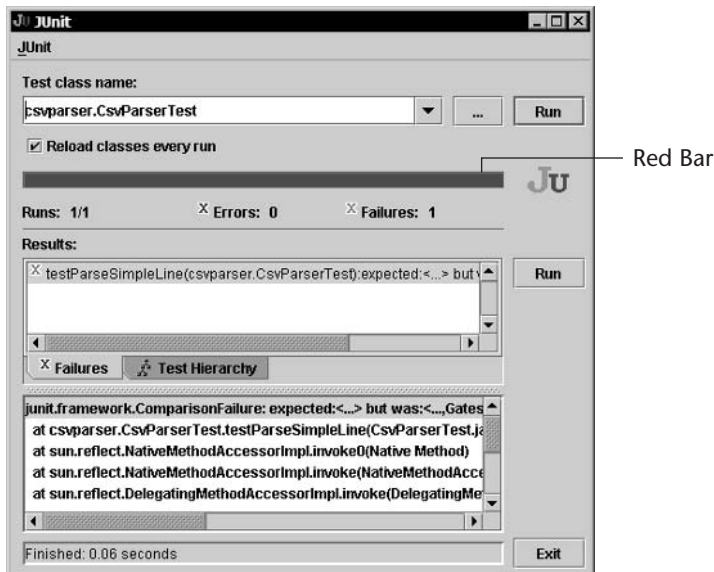 JU JUnit
JUnit
Test class name:
csvparser.CsvParserTest
...
Run
Reload classes every run
Red Bar
JU
Runs: 1/1
X Errors: 0
X Failures: 1
Results:
X testParseSimpleLine(csvparser.CsvParserTest):expected:<...> but
Run
X Failures
Test Hierarchy
junit.framework.ComparisonFailure: expected:<...> but was:<...,Gates
at csvparser.CsvParserTest.testParseSimpleLine(CsvParserTest.ja
at sun.reflect.NativeMethodAccessorImpl.invoke0(Native Method)
at sun.reflect.NativeMethodAccessorImpl.invoke(NativeMethodAcce
at sun.reflect.DelegatingMethodAccessorImpl.invoke(DelegatingMe
Finished: 0.06 seconds
Exit